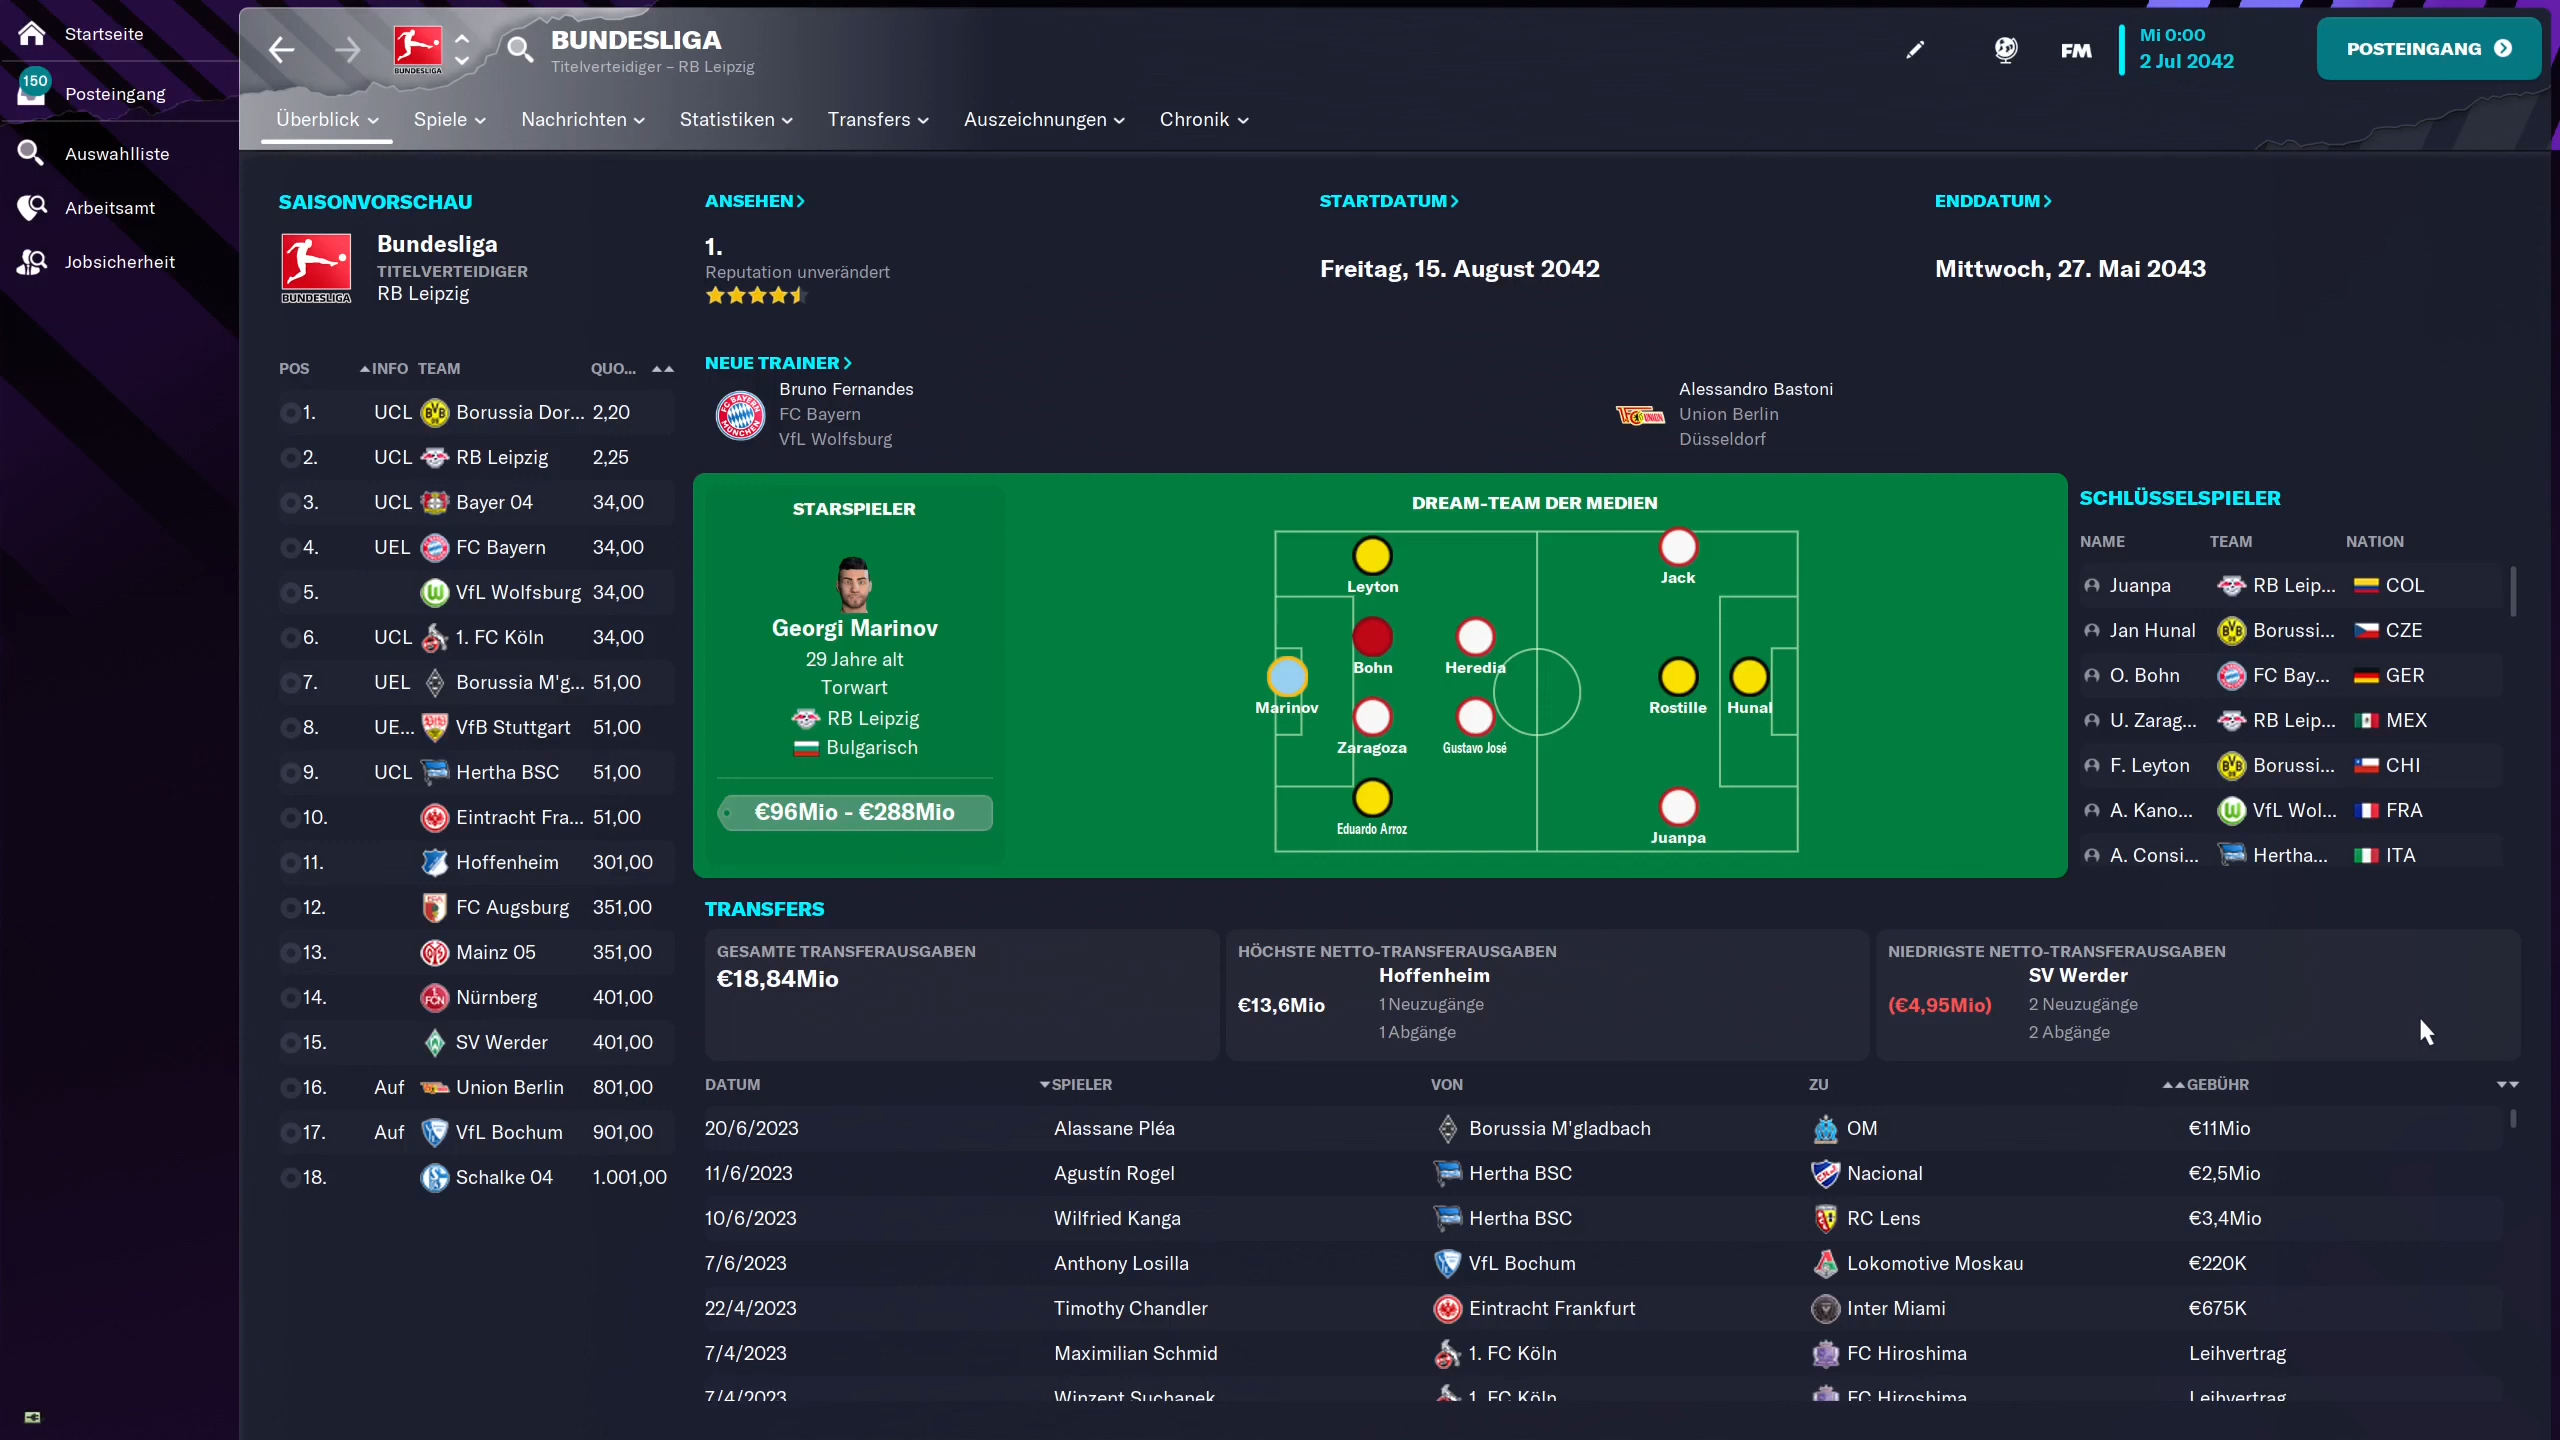 Startseite
150
Posteingang
Auswahlliste
Arbeitsamt
Jobsicherheit
BUNDESLIGA
BUNDESLIGA
Titelverteidiger – RB Leipzig
FM
Mi 0:00
2 Jul 2042
POSTEINGANG
Überblick
Spiele
Nachrichten
Statistiken
Transfers
Auszeichnungen
Chronik
SAISONVORSCHAU
BUNDESLIGA
Bundesliga
TITELVERTEIDIGER
RB Leipzig
ANSEHEN
1.
Reputation unverändert
STARTDATUM
Freitag, 15. August 2042
ENDDATUM
Mittwoch, 27. Mai 2043
POS INFO TEAM QUO...
1. UCL Borussia Dor... 2,20
2. UCL RB Leipzig 2,25
3. UCL Bayer 04 34,00
4. UEL FC Bayern 34,00
5. VfL Wolfsburg 34,00
6. UCL 1. FC Köln 34,00
7. UEL Borussia M'g... 51,00
8. UE... VfB Stuttgart 51,00
9. UCL Hertha BSC 51,00
10. Eintracht Fra... 51,00
11. Hoffenheim 301,00
12. FC Augsburg 351,00
13. Mainz 05 351,00
14. Nürnberg 401,00
15. SV Werder 401,00
16. Auf Union Berlin 801,00
17. Auf VfL Bochum 901,00
18. Schalke 04 1.001,00
NEUE TRAINER
Bruno Fernandes
FC Bayern
VfL Wolfsburg
Alessandro Bastoni
Union Berlin
Düsseldorf
STARSPIELER
Georgi Marinov
29 Jahre alt
Torwart
RB Leipzig
Bulgarisch
€96Mio - €288Mio
DREAM-TEAM DER MEDIEN
Leyton
Jack
Bohn
Heredia
Marinov
Rostille
Hunal
Zaragoza
Gustavo José
Eduardo Arroz
Juanpa
SCHLÜSSELSPIELER
NAME TEAM NATION
Juanpa RB Leip... COL
Jan Hunal Borussi... CZE
O. Bohn FC Bay... GER
U. Zarag... RB Leip... MEX
F. Leyton Borussi... CHI
A. Kano... VfL Wol... FRA
A. Consi... Hertha... ITA
TRANSFERS
GESAMTE TRANSFERAUSGABEN
€18,84Mio
HÖCHSTE NETTO-TRANSFERAUSGABEN
Hoffenheim
€13,6Mio
1 Neuzugänge
1 Abgänge
NIEDRIGSTE NETTO-TRANSFERAUSGABEN
SV Werder
(€4,95Mio)
2 Neuzugänge
2 Abgänge
DATUM SPIELER VON ZU GEBÜHR
20/6/2023 Alassane Pléa Borussia M'gladbach OM €11Mio
11/6/2023 Agustín Rogel Hertha BSC Nacional €2,5Mio
10/6/2023 Wilfried Kanga Hertha BSC RC Lens €3,4Mio
7/6/2023 Anthony Losilla VfL Bochum Lokomotive Moskau €220K
22/4/2023 Timothy Chandler Eintracht Frankfurt Inter Miami €675K
7/4/2023 Maximilian Schmid 1. FC Köln FC Hiroshima Leihvertrag
7/4/2023 Winzent Suchanek 1. FC Köln FC Hiroshima Leihvertrag